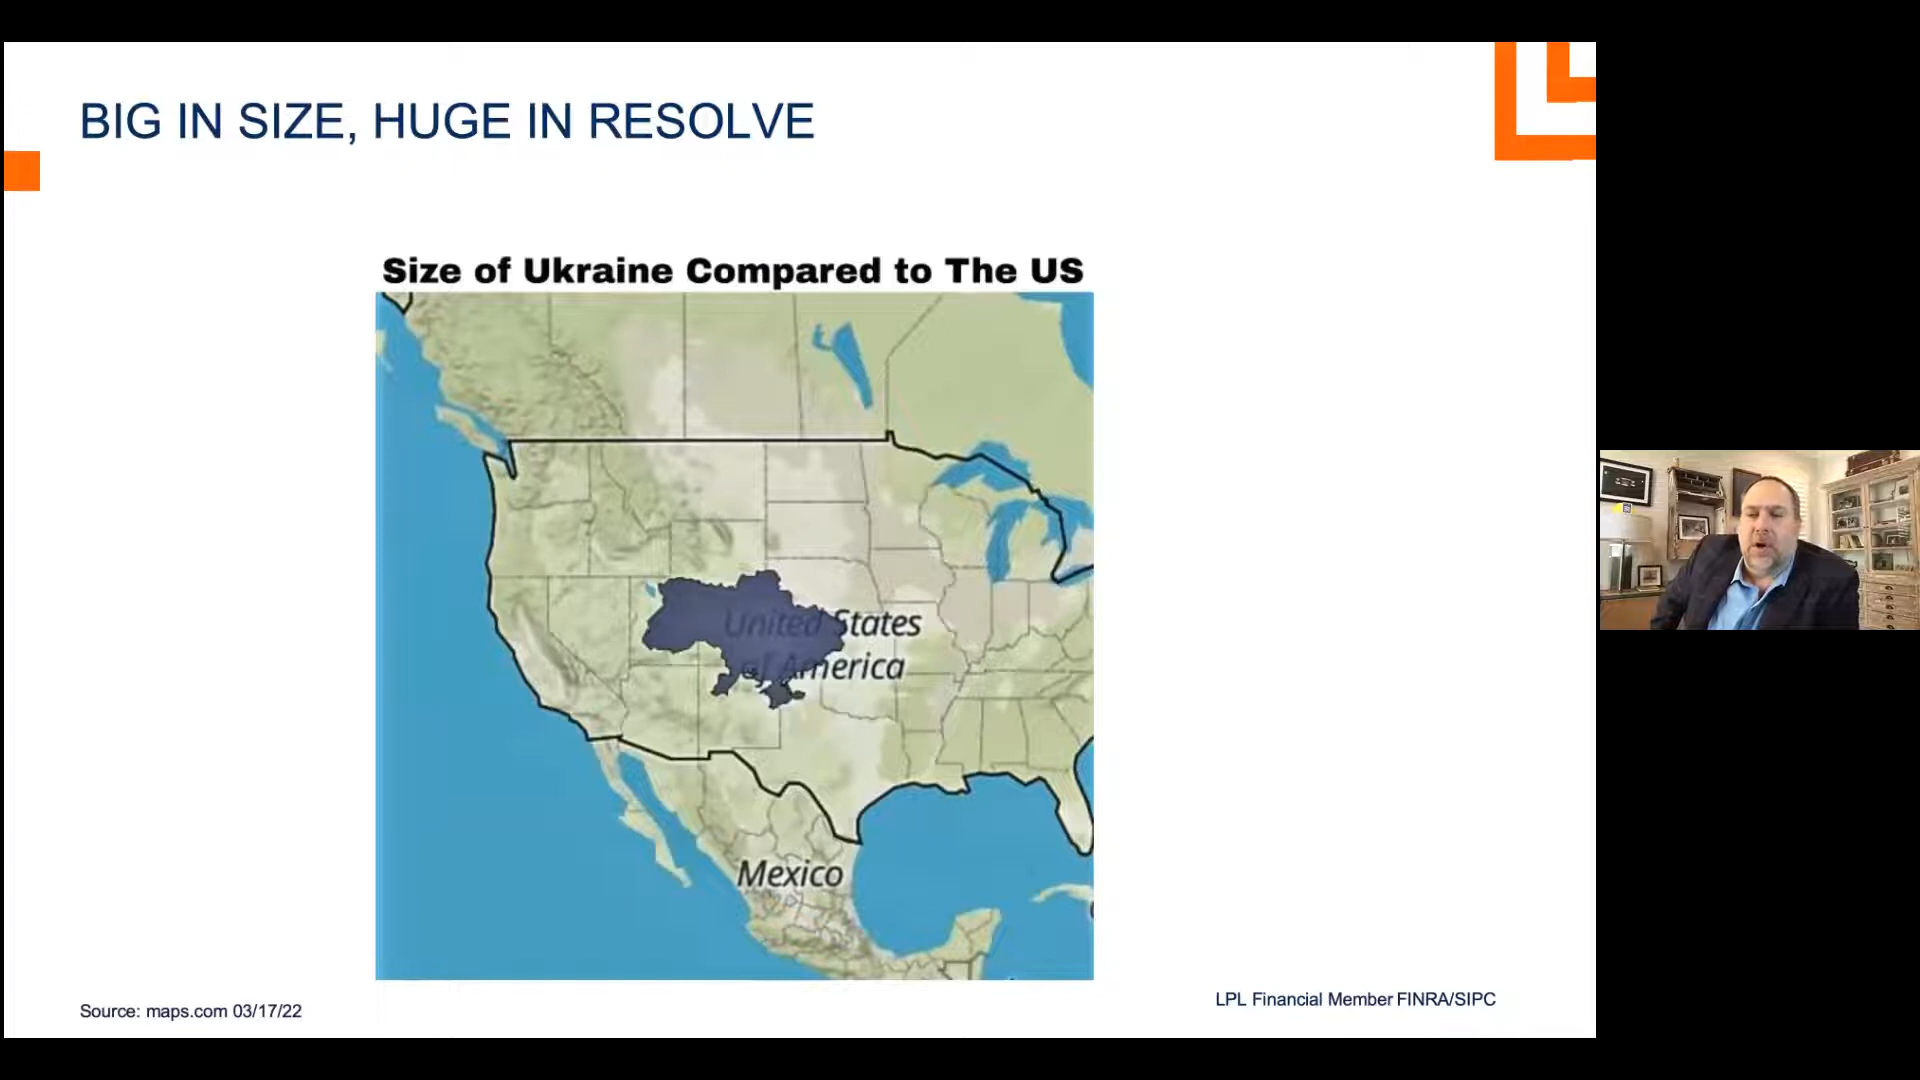 BIG IN SIZE, HUGE IN RESOLVE
Size of Ukraine Compared to The US
United States
of America
Mexico
Source: maps.com 03/17/22
LPL Financial Member FINRA/SIPC